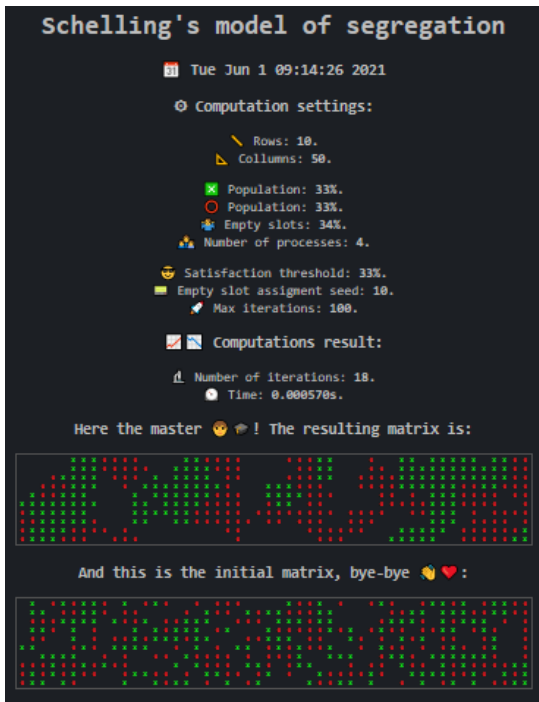 Schelling's model of segregation
Tue Jun 1 09:14:26 2021
Computation settings:
Rows: 10.
Collumns: 50.
Population: 33%.
Population: 33%.
Empty slots: 34%.
Number of processes: 4.
Satisfaction threshold: 33%.
Empty slot assigment seed: 10.
Max iterations: 100.
Computations result:
Number of iterations: 18.
Time: 0.000570s.
Here the master ! The resulting matrix is:
And this is the initial matrix, bye-bye :